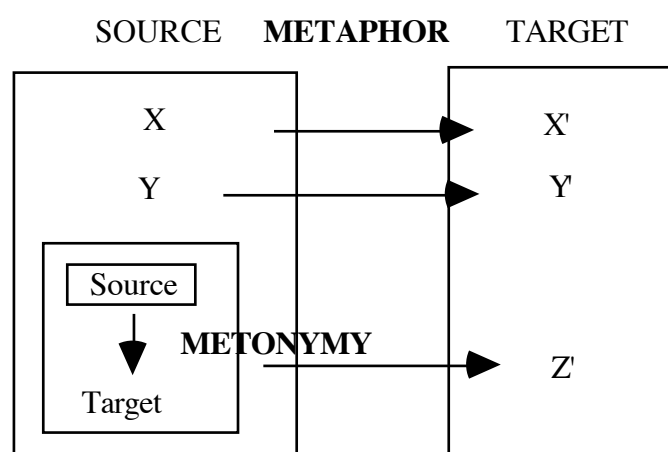 SOURCE METAPHOR TARGET
X X'
Y Y'
Source
METONYMY
Z'
Target